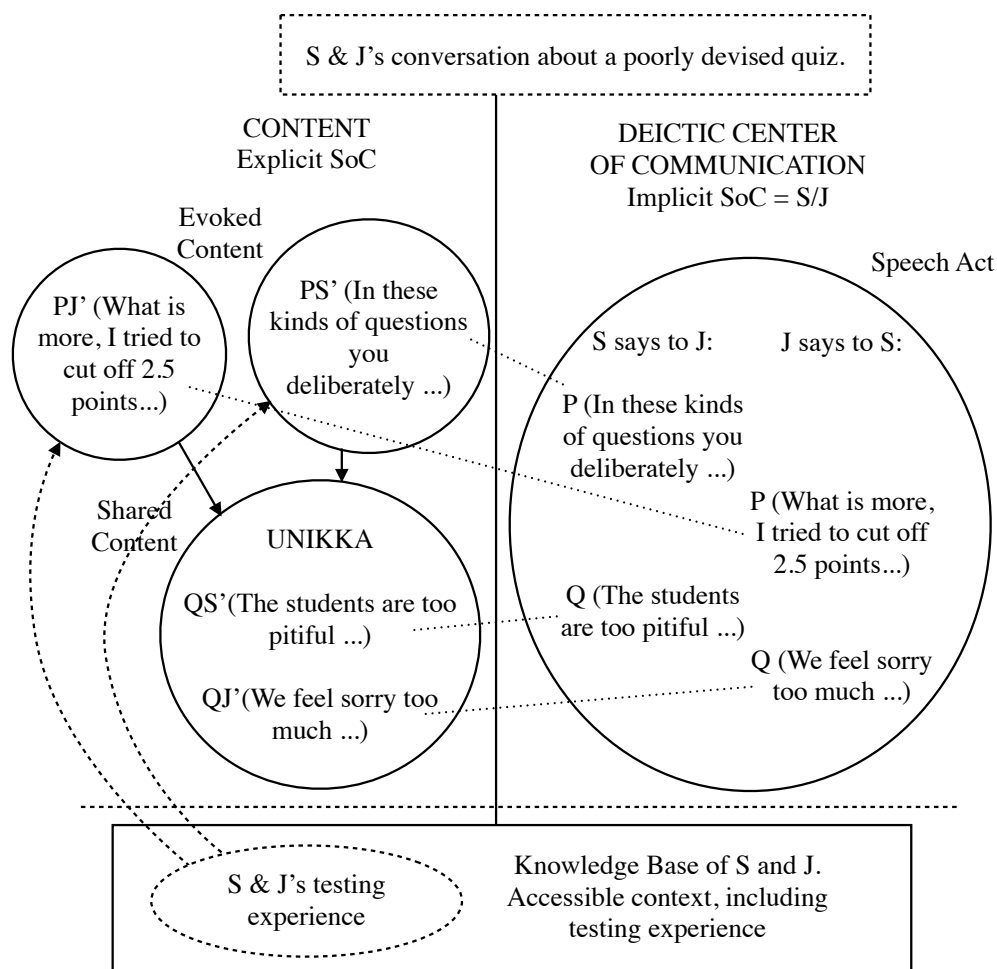 S & J’s conversation about a poorly devised quiz.
CONTENT
Explicit SoC
DEICTIC CENTER
OF COMMUNICATION
Implicit SoC = S/J
Evoked
Content
Speech Act
PJ’ (What is
more, I tried to
cut off 2.5
points...)
PS’ (In these
kinds of questions
you
deliberately ...)
S says to J:
J says to S:
P (In these kinds
of questions you
deliberately ...)
P (What is more,
I tried to cut off
2.5 points...)
Shared
Content
UNIKKA
QS’(The students are too
pitiful ...)
Q (The students
are too pitiful ...)
QJ’(We feel sorry too
much ...)
Q (We feel sorry
too much ...)
S & J’s testing
experience
Knowledge Base of S and J.
Accessible context, including
testing experience